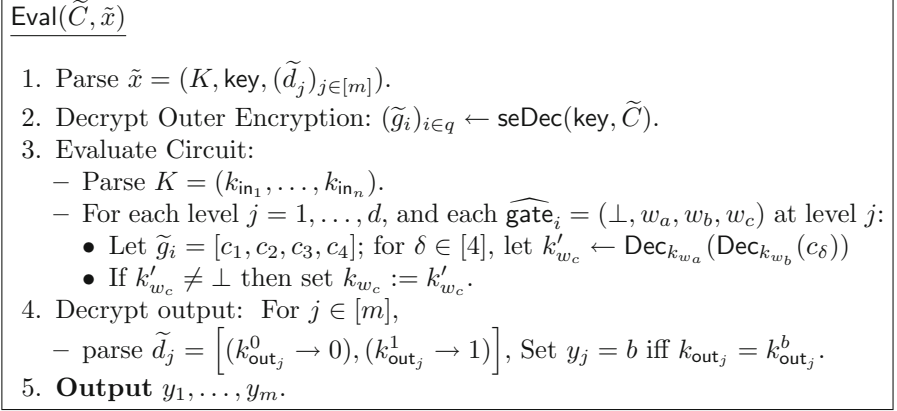 Eval(C̃, x̃)
1. Parse x̃ = (K, key, (d̃_j)_{j∈[m]}).
2. Decrypt Outer Encryption: (g̃_i)_{i∈q} ← seDec(key, C̃).
3. Evaluate Circuit:
– Parse K = (k_{in_1}, . . . , k_{in_n}).
– For each level j = 1, . . . , d, and each \widehat{gate}_i = (⊥, w_a, w_b, w_c) at level j:
• Let g̃_i = [c_1, c_2, c_3, c_4]; for δ ∈ [4], let k′_{w_c} ← Dec_{k_{w_a}}(Dec_{k_{w_b}}(c_δ))
• If k′_{w_c} ≠ ⊥ then set k_{w_c} := k′_{w_c}.
4. Decrypt output: For j ∈ [m],
– parse d̃_j = [(k^0_{out_j} → 0), (k^1_{out_j} → 1)], Set y_j = b iff k_{out_j} = k^b_{out_j}.
5. Output y_1, . . . , y_m.